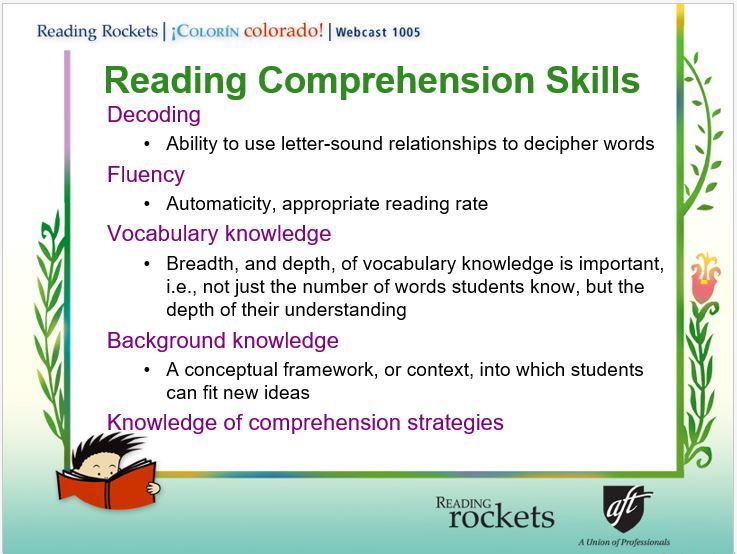 Reading Rockets | ¡COLORÍN colorado! | Webcast 1005
Reading Comprehension Skills
Decoding
• Ability to use letter-sound relationships to decipher words
Fluency
• Automaticity, appropriate reading rate
Vocabulary knowledge
• Breadth, and depth, of vocabulary knowledge is important,
i.e., not just the number of words students know, but the
depth of their understanding
Background knowledge
• A conceptual framework, or context, into which students
can fit new ideas
Knowledge of comprehension strategies
READING
rockets
aft
A Union of Professionals